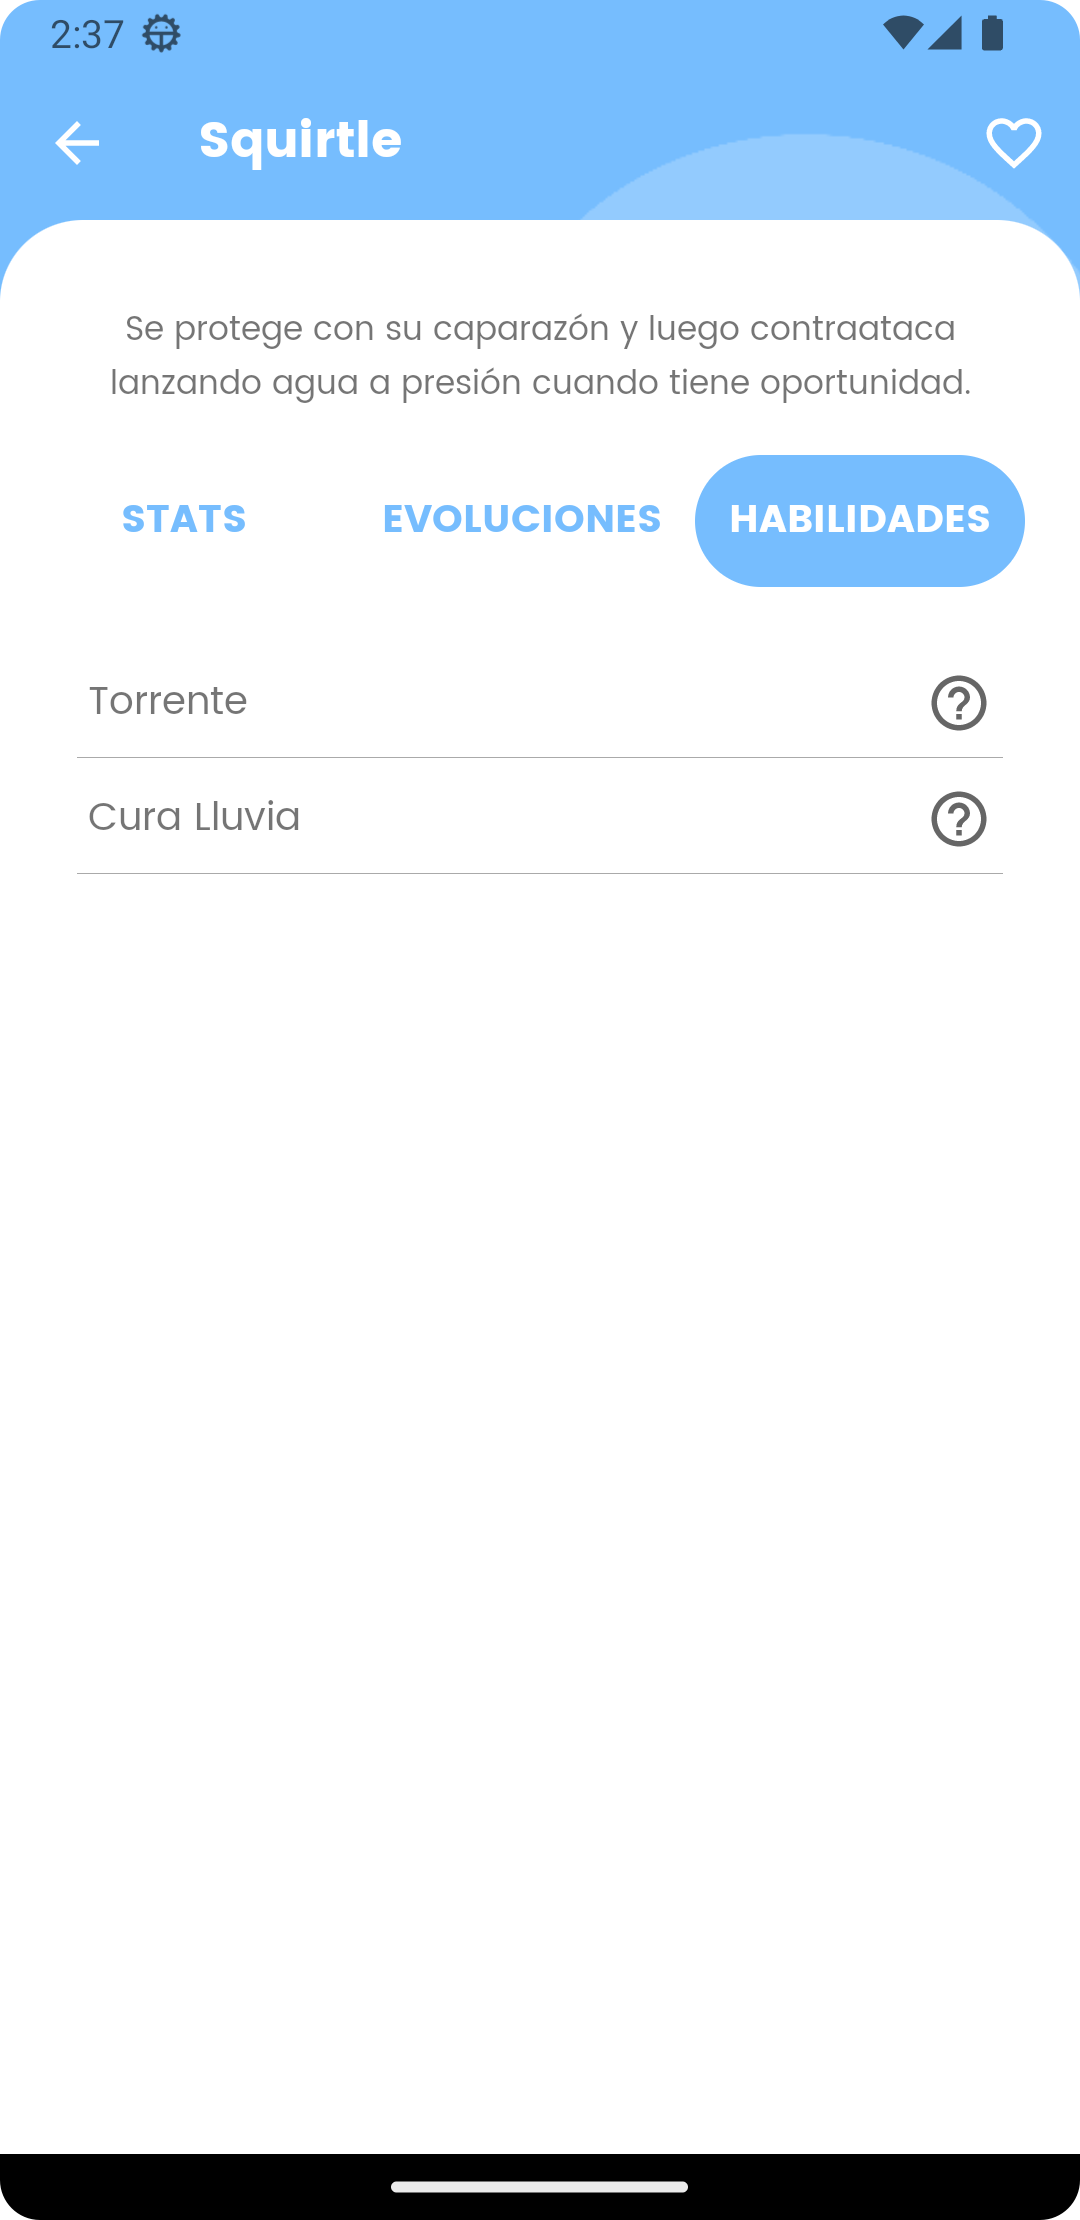 2:37
Squirtle
Se protege con su caparazón y luego contraataca
lanzando agua a presión cuando tiene oportunidad.
STATS EVOLUCIONES HABILIDADES
Torrente
Cura Lluvia